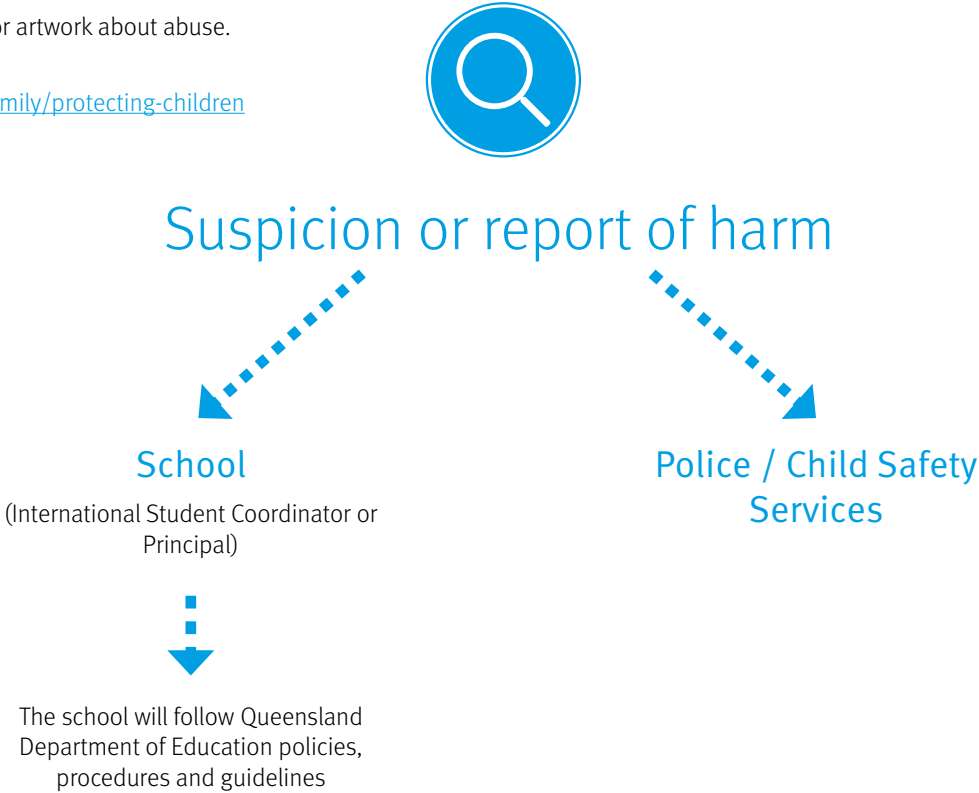 or artwork about abuse.
mily/protecting-children
Suspicion or report of harm
School
(International Student Coordinator or
Principal)
Police / Child Safety
Services
The school will follow Queensland
Department of Education policies,
procedures and guidelines